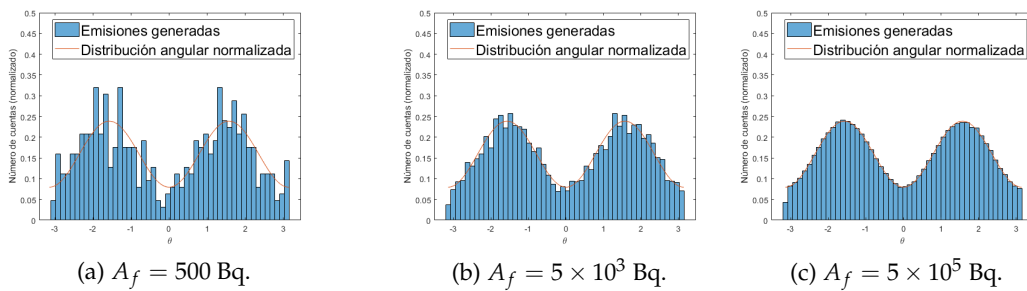 Emisiones generadas
Distribución angular normalizada
Número de cuentas (normalizado)
0.5
0.45
0.4
0.35
0.3
0.25
0.2
0.15
0.1
0.05
0
-3 -2 -1 0 1 2 3
θ
(a) A_f = 500 Bq.
Emisiones generadas
Distribución angular normalizada
Número de cuentas (normalizado)
0.5
0.45
0.4
0.35
0.3
0.25
0.2
0.15
0.1
0.05
0
-3 -2 -1 0 1 2 3
θ
(b) A_f = 5 × 10³ Bq.
Emisiones generadas
Distribución angular normalizada
Número de cuentas (normalizado)
0.5
0.45
0.4
0.35
0.3
0.25
0.2
0.15
0.1
0.05
0
-3 -2 -1 0 1 2 3
θ
(c) A_f = 5 × 10⁵ Bq.